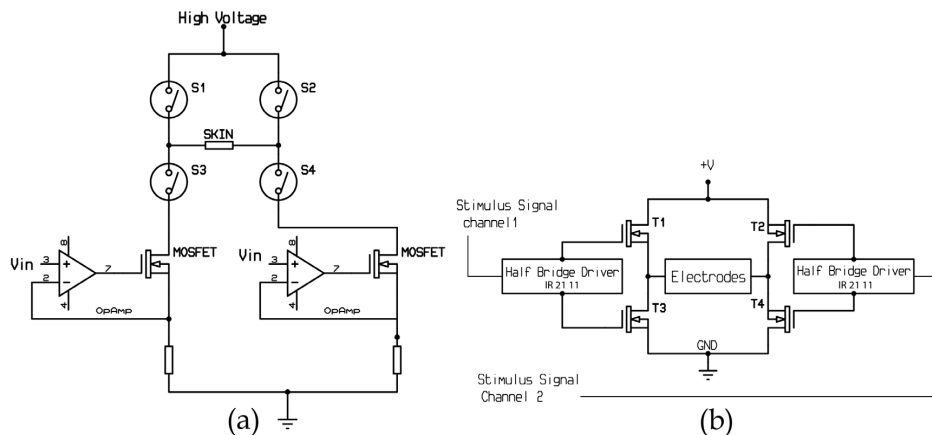 High Voltage
S1
S2
SKIN
S3
S4
MOSFET
MOSFET
Vin
8
3
+
2
-
7
4
OpAmp
Vin
8
3
+
2
-
7
4
OpAmp
(a)
+V
Stimulus Signal
channel1
T1
T2
Half Bridge Driver
IR 21 11
Electrodes
Half Bridge Driver
IR 21 11
T3
T4
GND
Stimulus Signal
Channel 2
(b)